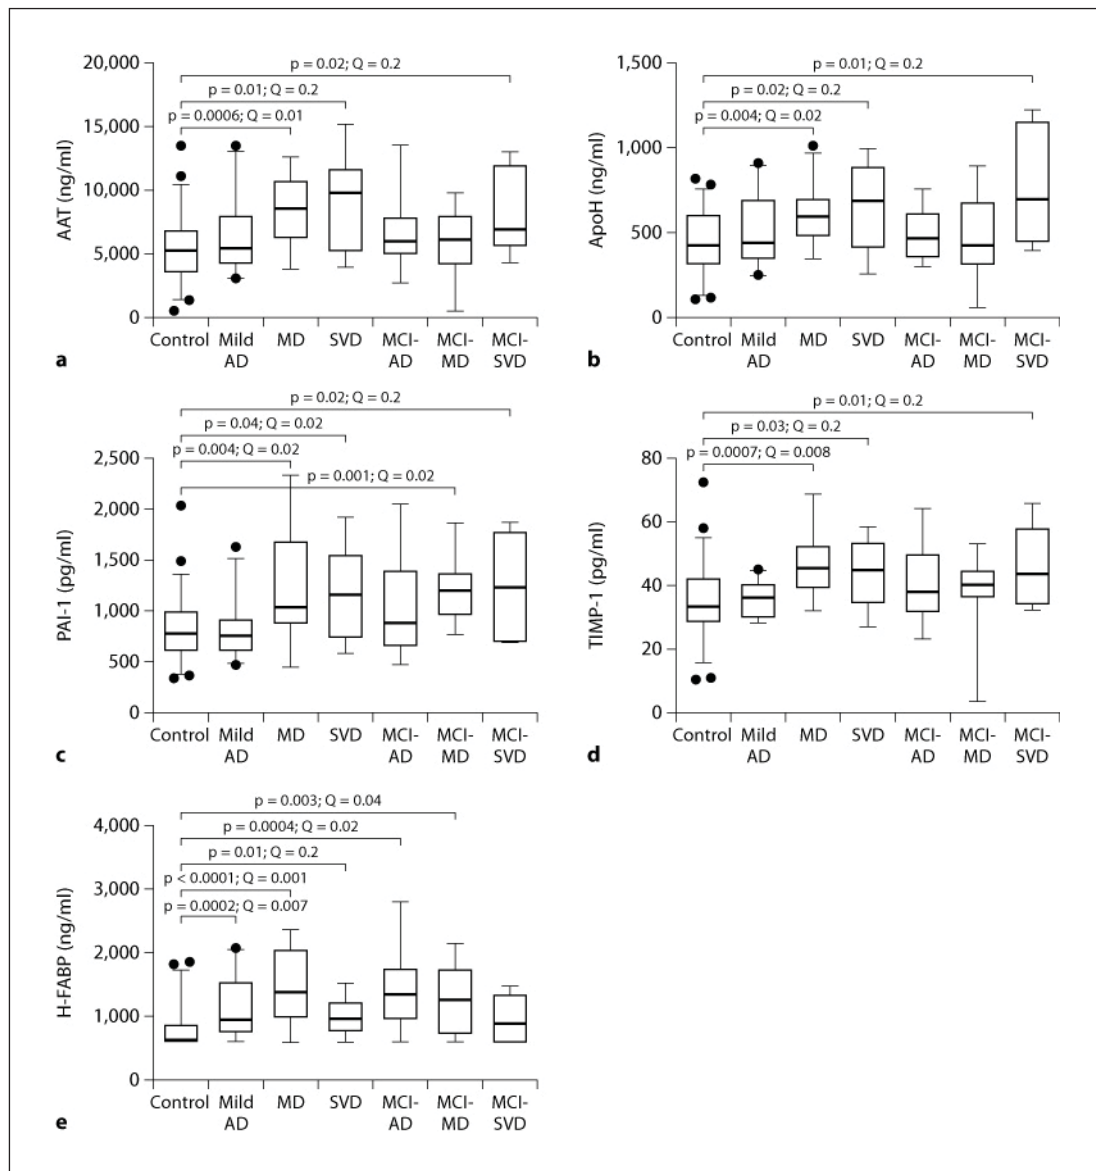 20,000
15,000
10,000
5,000
0
AAT (ng/ml)
p = 0.02; Q = 0.2
p = 0.01; Q = 0.2
p = 0.0006; Q = 0.01
Control Mild AD MD SVD MCI-AD MCI-MD MCI-SVD
a
1,500
1,000
500
0
ApoH (ng/ml)
p = 0.01; Q = 0.2
p = 0.02; Q = 0.2
p = 0.004; Q = 0.02
Control Mild AD MD SVD MCI-AD MCI-MD MCI-SVD
b
2,500
2,000
1,500
1,000
500
0
PAI-1 (pg/ml)
p = 0.02; Q = 0.2
p = 0.04; Q = 0.02
p = 0.004; Q = 0.02
p = 0.001; Q = 0.02
Control Mild AD MD SVD MCI-AD MCI-MD MCI-SVD
c
80
60
40
20
0
TIMP-1 (pg/ml)
p = 0.01; Q = 0.2
p = 0.03; Q = 0.2
p = 0.0007; Q = 0.008
Control Mild AD MD SVD MCI-AD MCI-MD MCI-SVD
d
4,000
3,000
2,000
1,000
0
H-FABP (ng/ml)
p = 0.003; Q = 0.04
p = 0.0004; Q = 0.02
p = 0.01; Q = 0.2
p < 0.0001; Q = 0.001
p = 0.0002; Q = 0.007
Control Mild AD MD SVD MCI-AD MCI-MD MCI-SVD
e